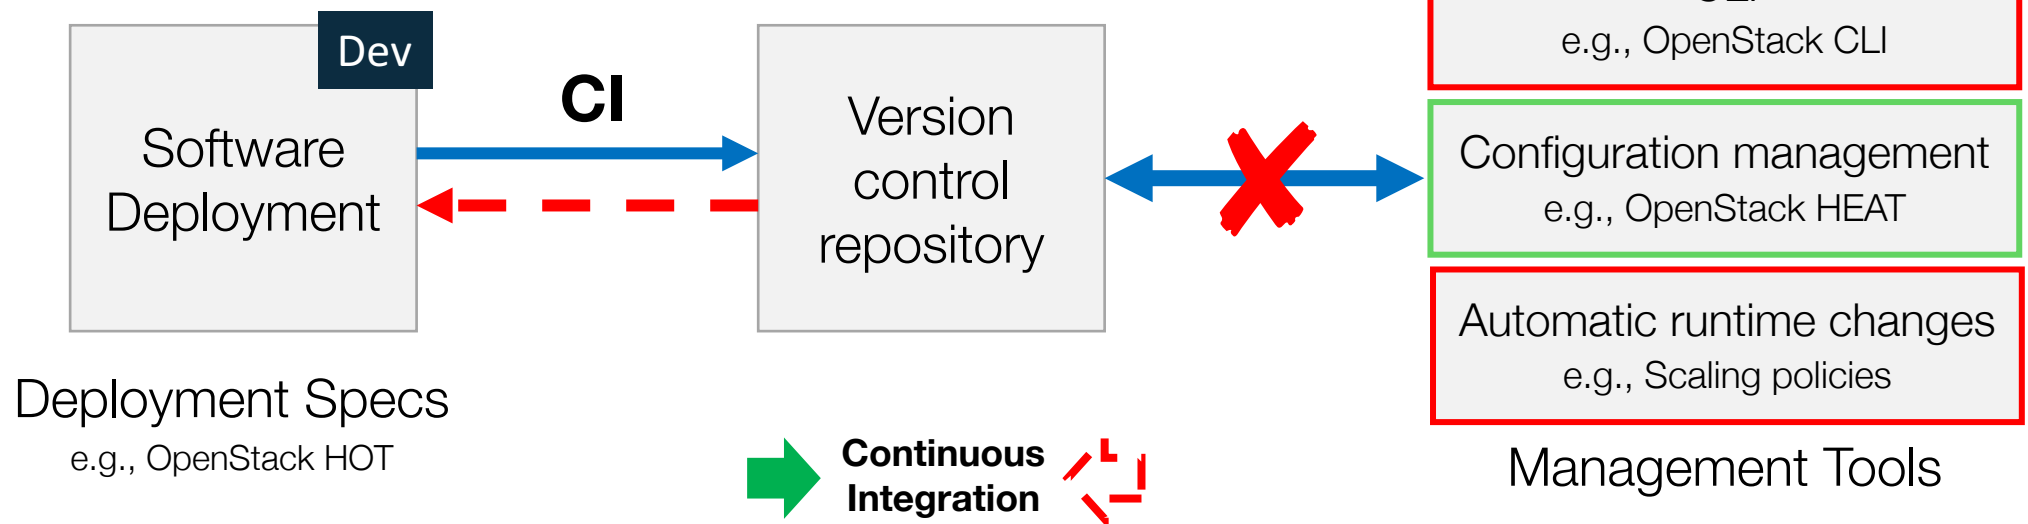 Dev
Software
Deployment
CI
Version
control
repository
e.g., OpenStack CLI
Configuration management
e.g., OpenStack HEAT
Automatic runtime changes
e.g., Scaling policies
Deployment Specs
e.g., OpenStack HOT
Continuous
Integration
Management Tools